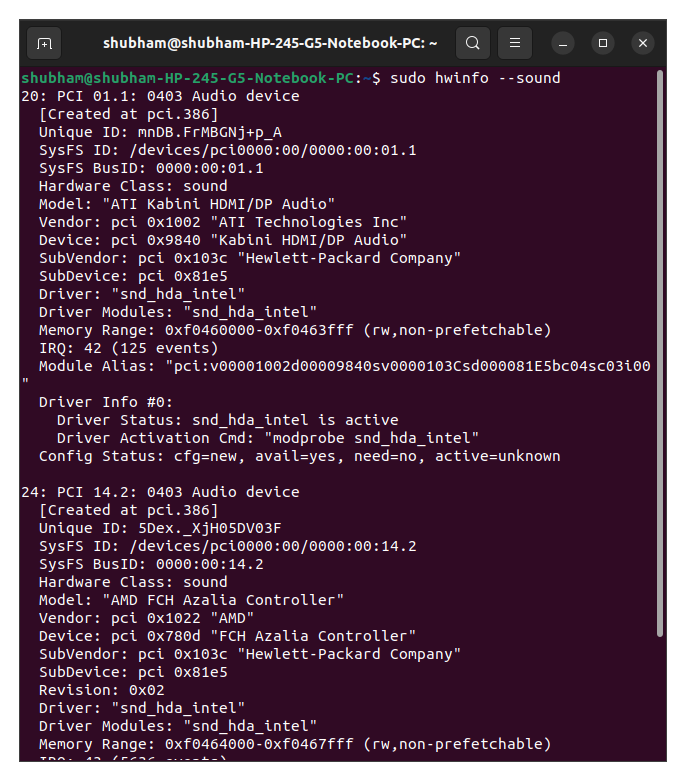 shubham@shubham-HP-245-G5-Notebook-PC: ~
shubham@shubham-HP-245-G5-Notebook-PC:~$ sudo hwinfo --sound
20: PCI 01.1: 0403 Audio device
  [Created at pci.386]
  Unique ID: mnDB.FrMBGNj+p_A
  SysFS ID: /devices/pci0000:00/0000:00:01.1
  SysFS BusID: 0000:00:01.1
  Hardware Class: sound
  Model: "ATI Kabini HDMI/DP Audio"
  Vendor: pci 0x1002 "ATI Technologies Inc"
  Device: pci 0x9840 "Kabini HDMI/DP Audio"
  SubVendor: pci 0x103c "Hewlett-Packard Company"
  SubDevice: pci 0x81e5
  Driver: "snd_hda_intel"
  Driver Modules: "snd_hda_intel"
  Memory Range: 0xf0460000-0xf0463fff (rw,non-prefetchable)
  IRQ: 42 (125 events)
  Module Alias: "pci:v00001002d00009840sv0000103Csd000081E5bc04sc03i00
"
  Driver Info #0:
    Driver Status: snd_hda_intel is active
    Driver Activation Cmd: "modprobe snd_hda_intel"
  Config Status: cfg=new, avail=yes, need=no, active=unknown

24: PCI 14.2: 0403 Audio device
  [Created at pci.386]
  Unique ID: 5Dex._XjH05DV03F
  SysFS ID: /devices/pci0000:00/0000:00:14.2
  SysFS BusID: 0000:00:14.2
  Hardware Class: sound
  Model: "AMD FCH Azalia Controller"
  Vendor: pci 0x1022 "AMD"
  Device: pci 0x780d "FCH Azalia Controller"
  SubVendor: pci 0x103c "Hewlett-Packard Company"
  SubDevice: pci 0x81e5
  Revision: 0x02
  Driver: "snd_hda_intel"
  Driver Modules: "snd_hda_intel"
  Memory Range: 0xf0464000-0xf0467fff (rw,non-prefetchable)